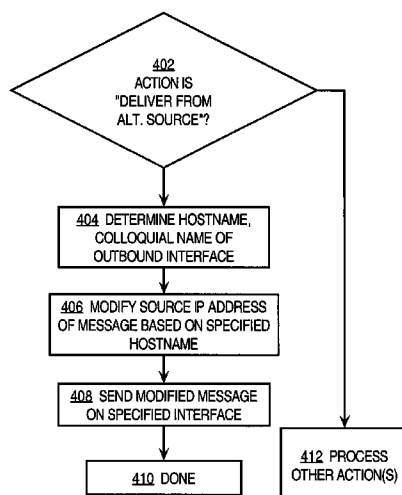 402
ACTION IS
"DELIVER FROM
ALT. SOURCE"?
404 DETERMINE HOSTNAME,
COLLOQUIAL NAME OF
OUTBOUND INTERFACE
406 MODIFY SOURCE IP ADDRESS
OF MESSAGE BASED ON SPECIFIED
HOSTNAME
408 SEND MODIFIED MESSAGE
ON SPECIFIED INTERFACE
410 DONE
412 PROCESS
OTHER ACTION(S)